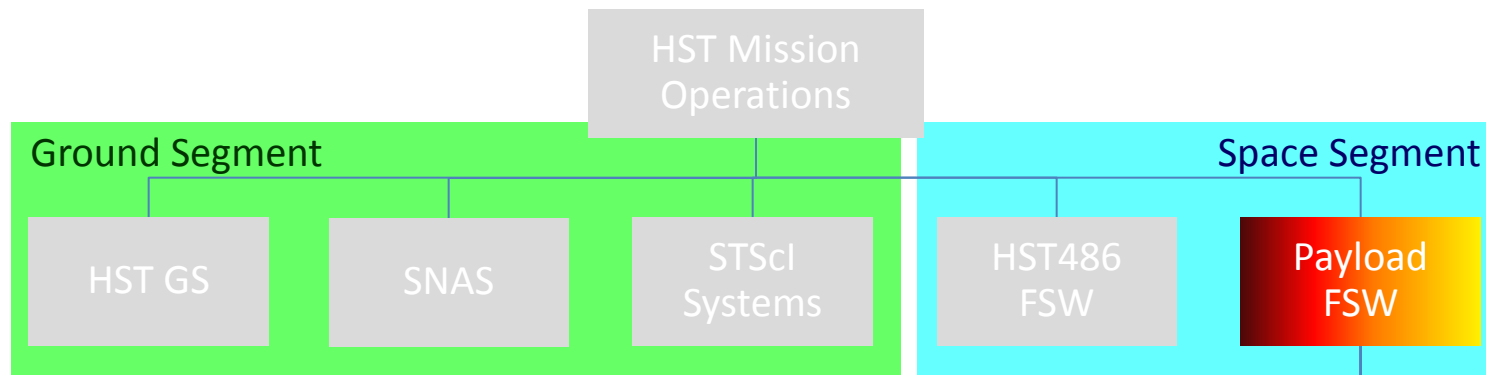 HST Mission
Operations
Ground Segment
Space Segment
HST GS
SNAS
STScI
Systems
HST486
FSW
Payload
FSW